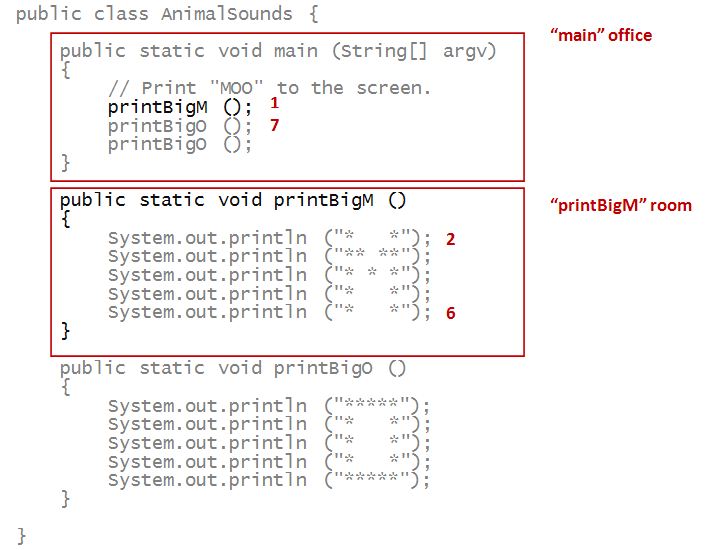 public class AnimalSounds {
“main” office
public static void main (String[] argv)
{
// Print "MOO" to the screen.
printBigM (); 1
printBigO (); 7
printBigO ();
}
public static void printBigM ()
“printBigM” room
{
System.out.println ("*   *"); 2
System.out.println ("** **");
System.out.println ("* * *");
System.out.println ("*   *");
System.out.println ("*   *"); 6
}
public static void printBigO ()
{
System.out.println ("*****");
System.out.println ("*   *");
System.out.println ("*   *");
System.out.println ("*   *");
System.out.println ("*****");
}
}